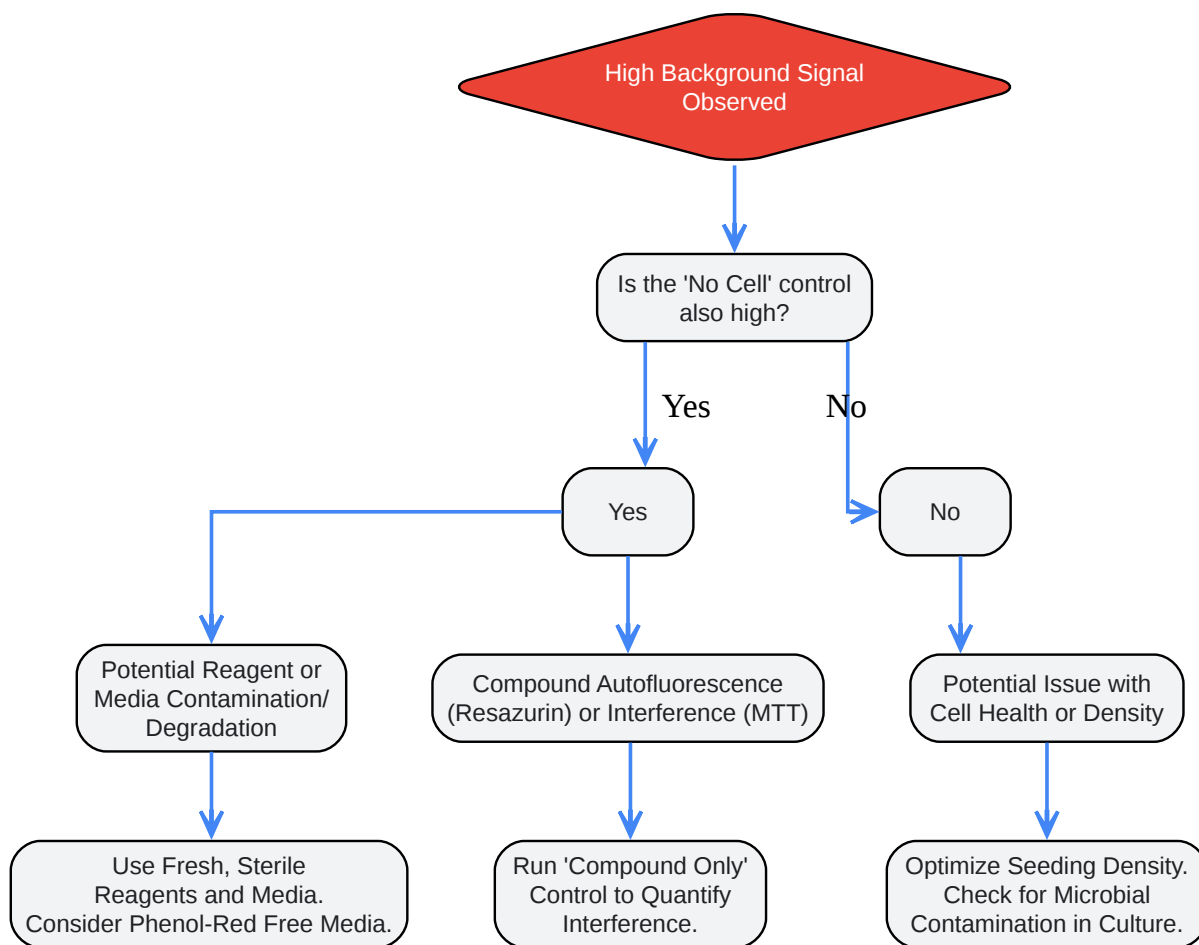 High Background Signal
Observed
Is the 'No Cell' control
also high?
Yes
No
Yes
No
Potential Reagent or
Media Contamination/
Degradation
Compound Autofluorescence
(Resazurin) or Interference (MTT)
Potential Issue with
Cell Health or Density
Use Fresh, Sterile
Reagents and Media.
Consider Phenol-Red Free Media.
Run 'Compound Only'
Control to Quantify
Interference.
Optimize Seeding Density.
Check for Microbial
Contamination in Culture.